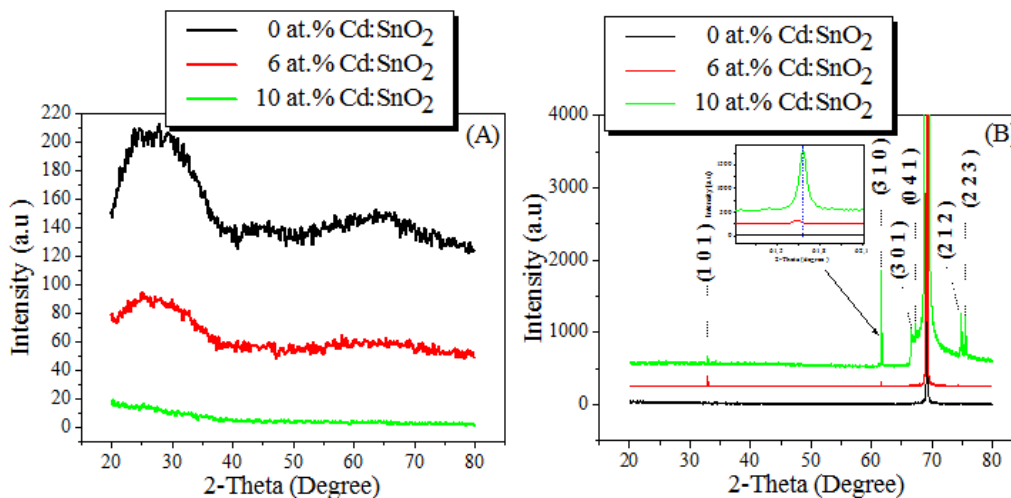 0 at.% Cd:SnO2
6 at.% Cd:SnO2
10 at.% Cd:SnO2
(A)
220
200
180
160
140
120
100
80
60
40
20
0
Intensity (a.u)
20 30 40 50 60 70 80
2-Theta (Degree)
0 at.% Cd:SnO2
6 at.% Cd:SnO2
10 at.% Cd:SnO2
(B)
4000
3000
2000
1000
0
Intensity (a.u)
(1 0 1)
(3 1 0)
(3 0 1)
(0 4 1)
(2 1 2)
(2 2 3)
Intensity (a.u)
2-Theta (degree)
20 30 40 50 60 70 80
2-Theta (Degree)